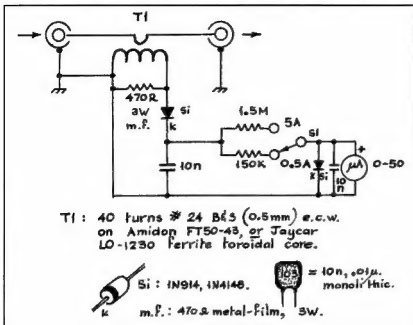 T1
470Ω
3W
m.f.
Si
k
10n
1.5M
5A
150K
0.5A
S1
k
Si
10n
+
μA
0-50
T1: 40 turns # 24 B&S (0.5mm) e.c.w.
on Amidon FT50-43, or Jaycar
LO-1230 ferrite toroidal core.
k
Si: 1N914, 1N4148.
103
= 10n, .01μ.
monolithic.
m.f.: 470Ω metal-film, 3W.